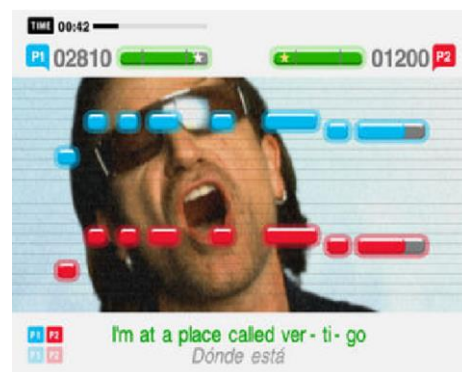 TIME 00:42
P1 02810 01200 P2
P1 P2 I'm at a place called ver - ti - go
P1 P2 Dónde está